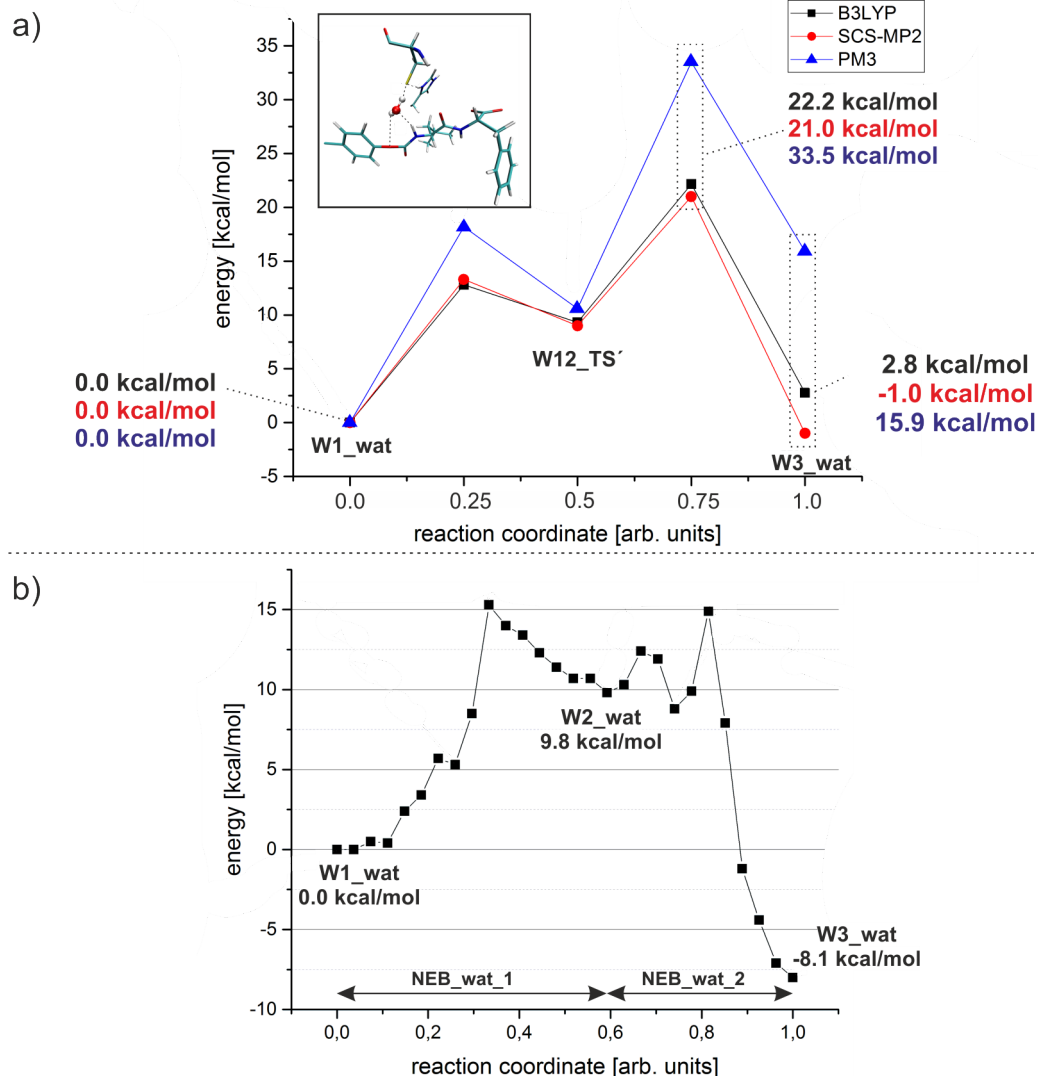 a)
B3LYP
SCS-MP2
PM3
35
30
25
20
15
10
5
0
-5
energy [kcal/mol]
22.2 kcal/mol
21.0 kcal/mol
33.5 kcal/mol
W12_TS´
0.0 kcal/mol
0.0 kcal/mol
0.0 kcal/mol
W1_wat
2.8 kcal/mol
-1.0 kcal/mol
15.9 kcal/mol
W3_wat
0.0 0.25 0.5 0.75 1.0
reaction coordinate [arb. units]
b)
15
10
5
0
-5
-10
energy [kcal/mol]
W2_wat
9.8 kcal/mol
W1_wat
0.0 kcal/mol
W3_wat
-8.1 kcal/mol
NEB_wat_1 NEB_wat_2
0,0 0,2 0,4 0,6 0,8 1,0
reaction coordinate [arb. units]